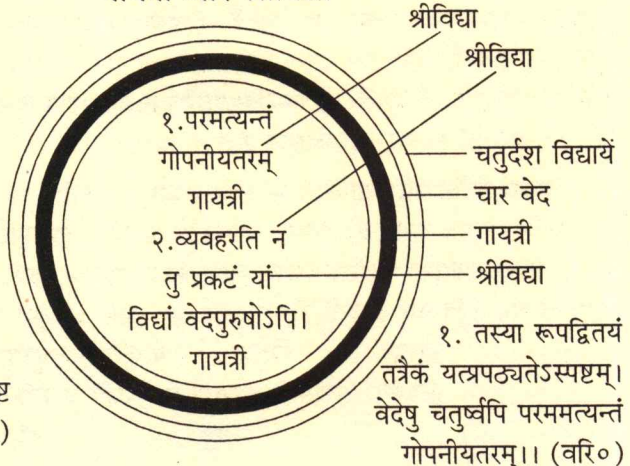 श्रीविद्या
श्रीविद्या
१.परमत्यन्तं
गोपनीयतरम्
गायत्री
२.व्यवहरति न
तु प्रकटं यां
विद्यां वेदपुरुषोऽपि।
गायत्री
चतुर्दश विद्यायें
चार वेद
गायत्री
श्रीविद्या
१. तस्या रूपद्वितयं
तत्रैकं यत्प्रपठ्यतेऽस्पष्टम्।
वेदेषु चतुर्ष्वपि परममत्यन्तं
गोपनीयतरम्।। (वरि०)